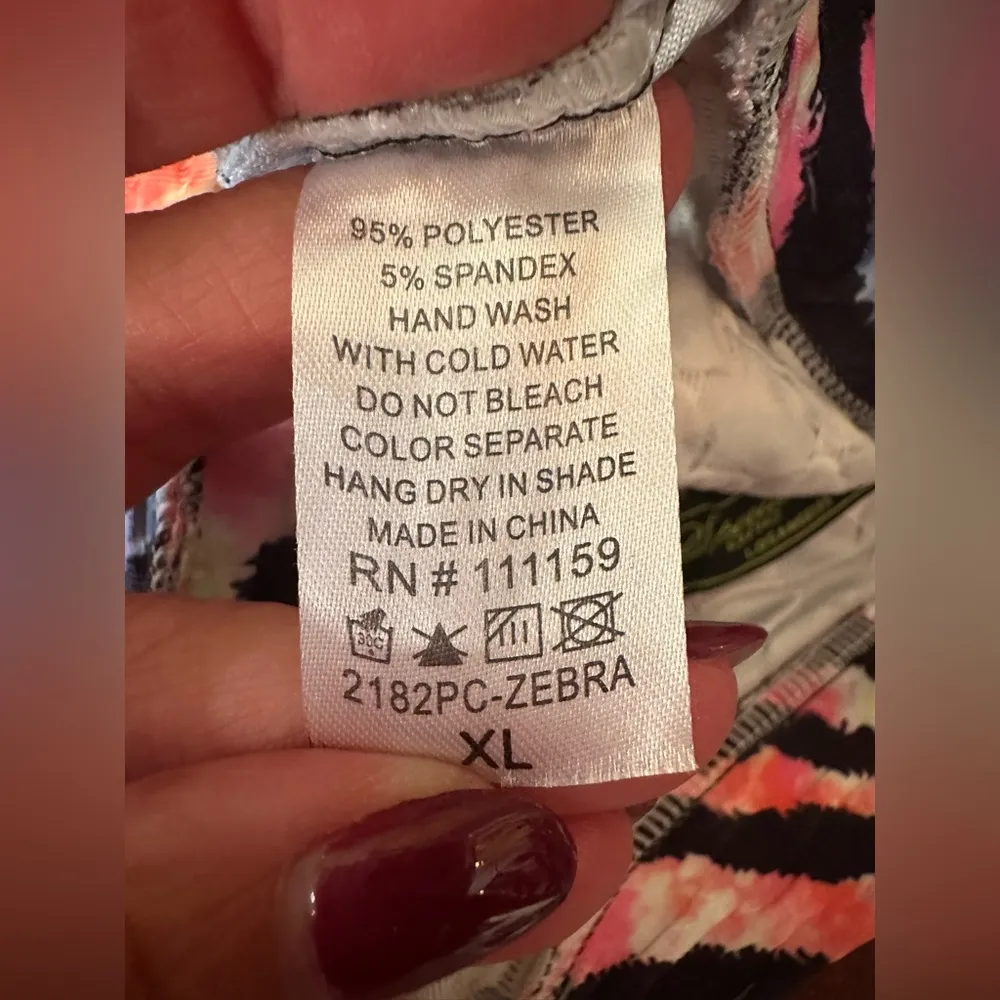 95% POLYESTER
5% SPANDEX
HAND WASH
WITH COLD WATER
DO NOT BLEACH
COLOR SEPARATE
HANG DRY IN SHADE
MADE IN CHINA
RN # 111159
30C
2182PC-ZEBRA
XL